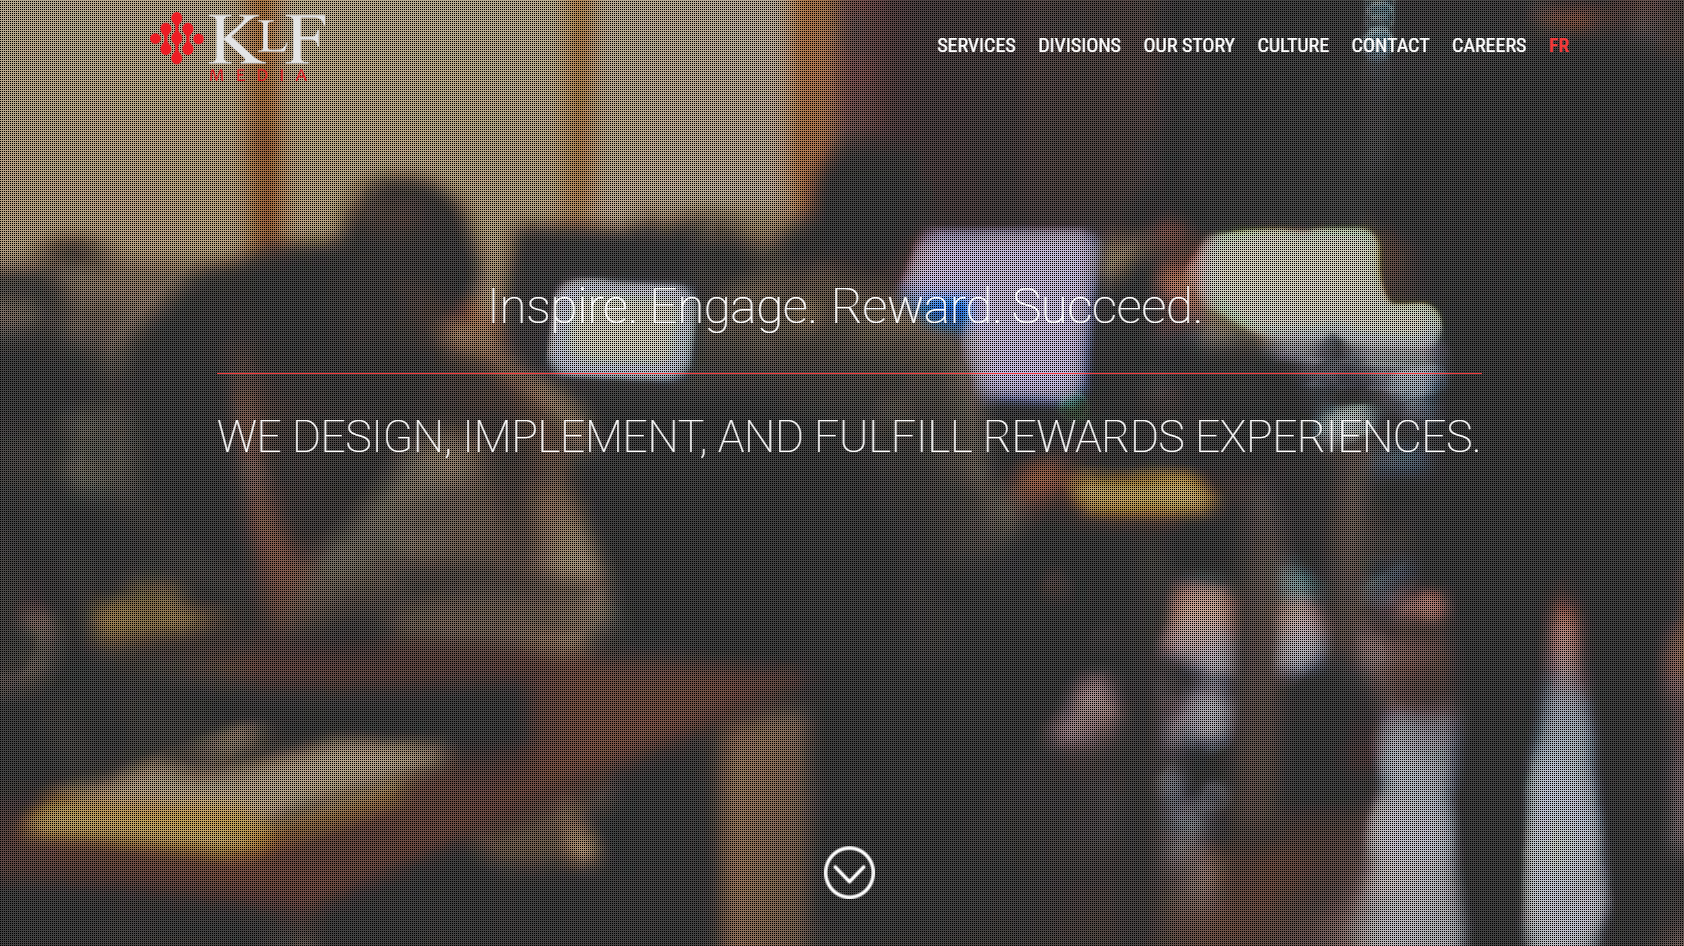 KLF
MEDIA
SERVICES DIVISIONS OUR STORY CULTURE CONTACT CAREERS FR
Inspire. Engage. Reward. Succeed.
WE DESIGN, IMPLEMENT, AND FULFILL REWARDS EXPERIENCES.